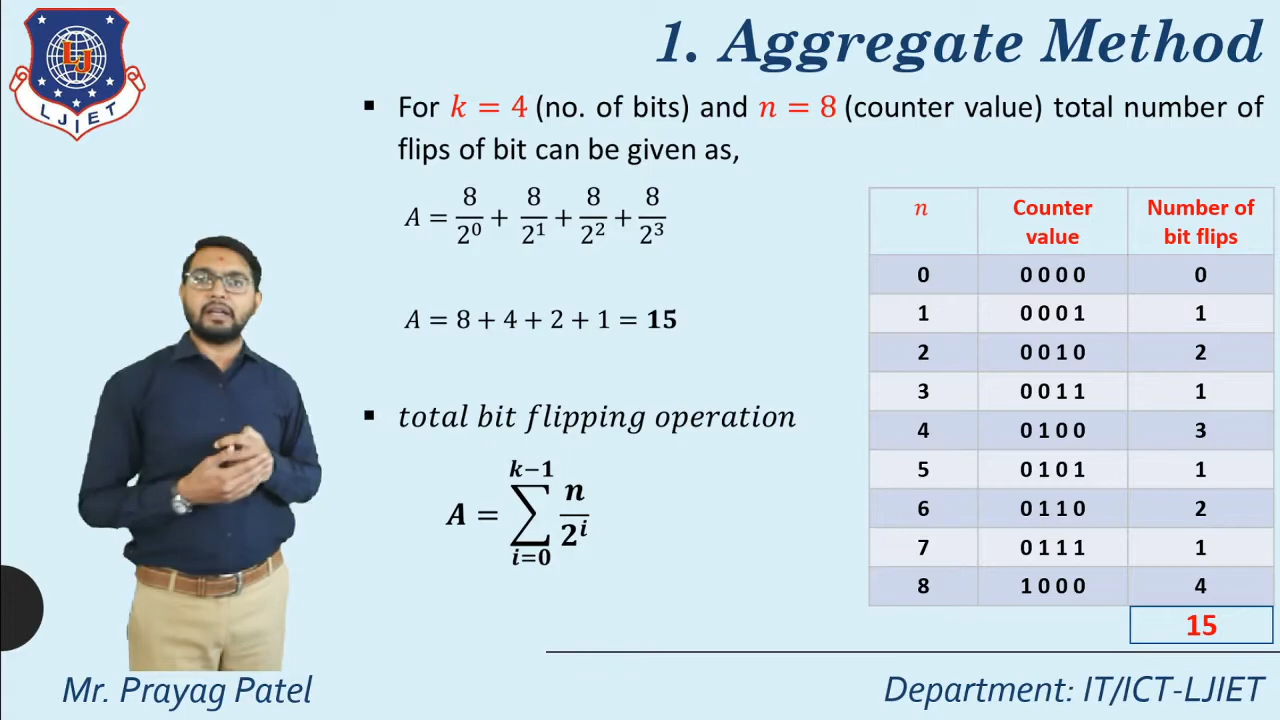 LJ
LJIET
1. Aggregate Method
▪ For k = 4 (no. of bits) and n = 8 (counter value) total number of
flips of bit can be given as,
A = 8/2^0 + 8/2^1 + 8/2^2 + 8/2^3
A = 8 + 4 + 2 + 1 = 15
▪ total bit flipping operation
A = ∑_{i=0}^{k−1} n/2^i
n Counter value Number of bit flips
0 0 0 0 0 0
1 0 0 0 1 1
2 0 0 1 0 2
3 0 0 1 1 1
4 0 1 0 0 3
5 0 1 0 1 1
6 0 1 1 0 2
7 0 1 1 1 1
8 1 0 0 0 4
15
Mr. Prayag Patel
Department: IT/ICT-LJIET